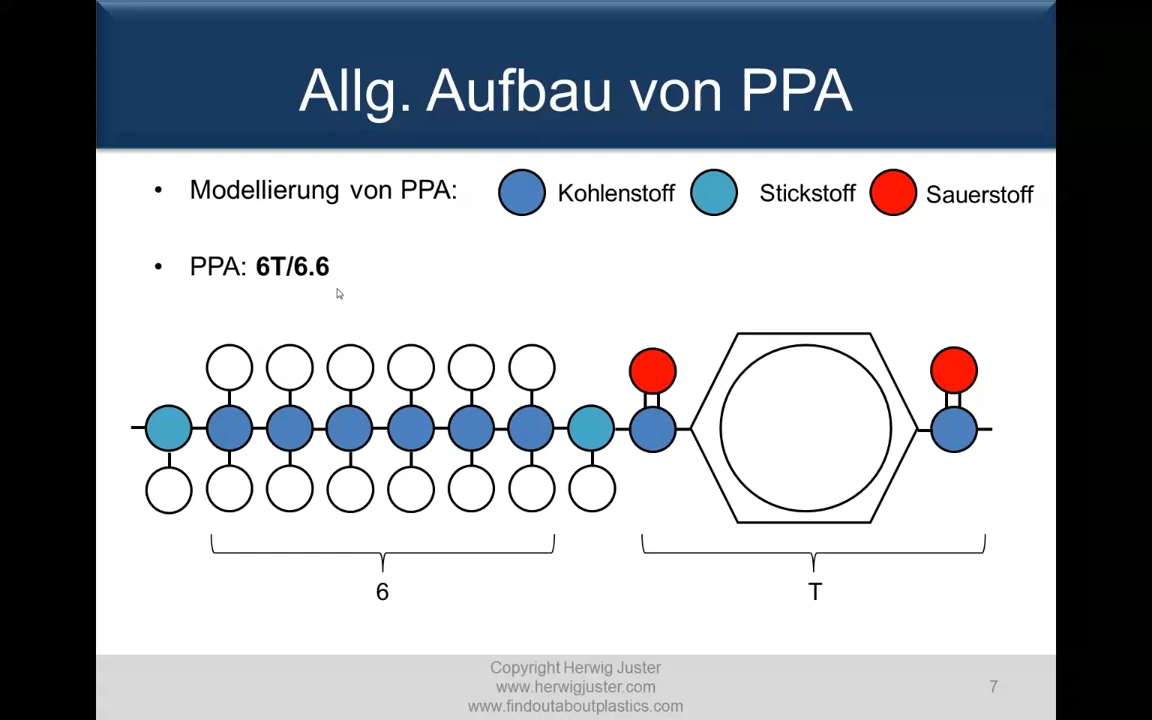 Allg. Aufbau von PPA
• Modellierung von PPA: Kohlenstoff Stickstoff Sauerstoff
• PPA: 6T/6.6
6 T
Copyright Herwig Juster
www.herwigjuster.com
www.findoutaboutplastics.com
7